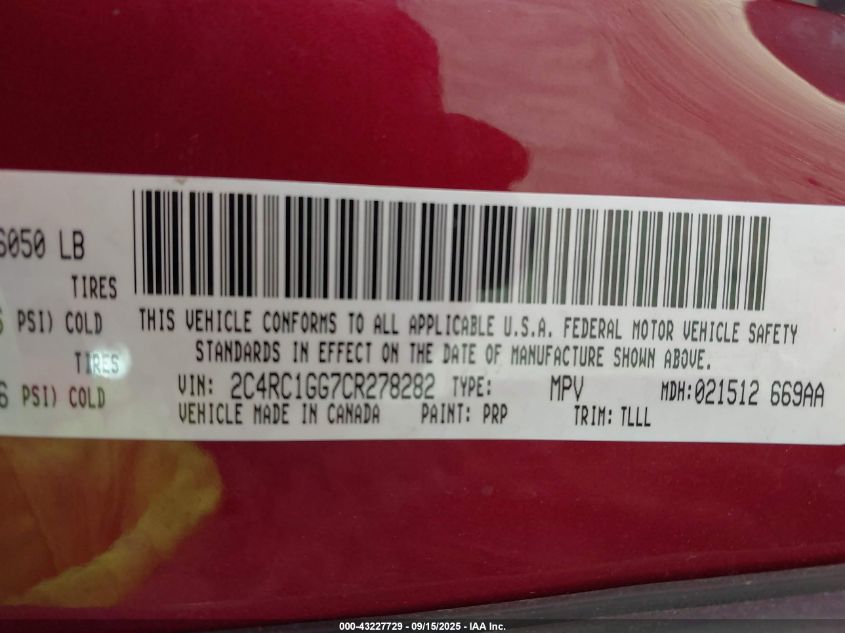 6050 LB
TIRES
PSI) COLD
THIS VEHICLE CONFORMS TO ALL APPLICABLE U.S.A. FEDERAL MOTOR VEHICLE SAFETY
STANDARDS IN EFFECT ON THE DATE OF MANUFACTURE SHOWN ABOVE.
TIRES
6 PSI) COLD
VIN: 2C4RC1GG7CR278282 TYPE: MPV MDH:021512 669AA
VEHICLE MADE IN CANADA PAINT: PRP TRIM: TLLL
000-43227729 - 09/15/2025 - IAA Inc.